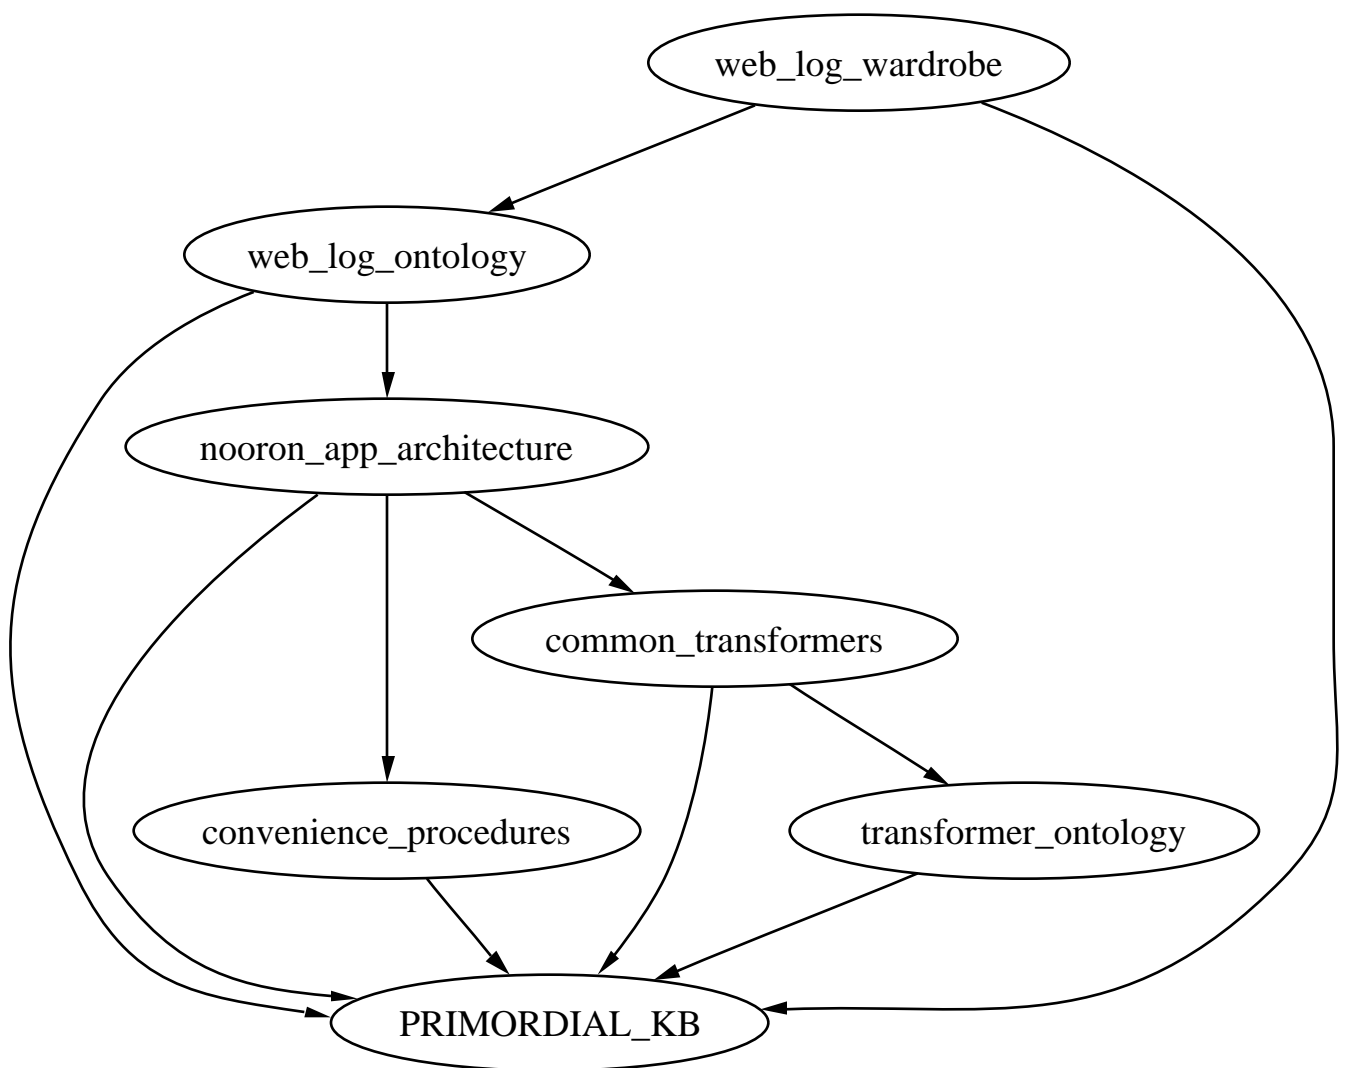 web_log_wardrobe
web_log_ontology
nooron_app_architecture
common_transformers
convenience_procedures
transformer_ontology
PRIMORDIAL_KB